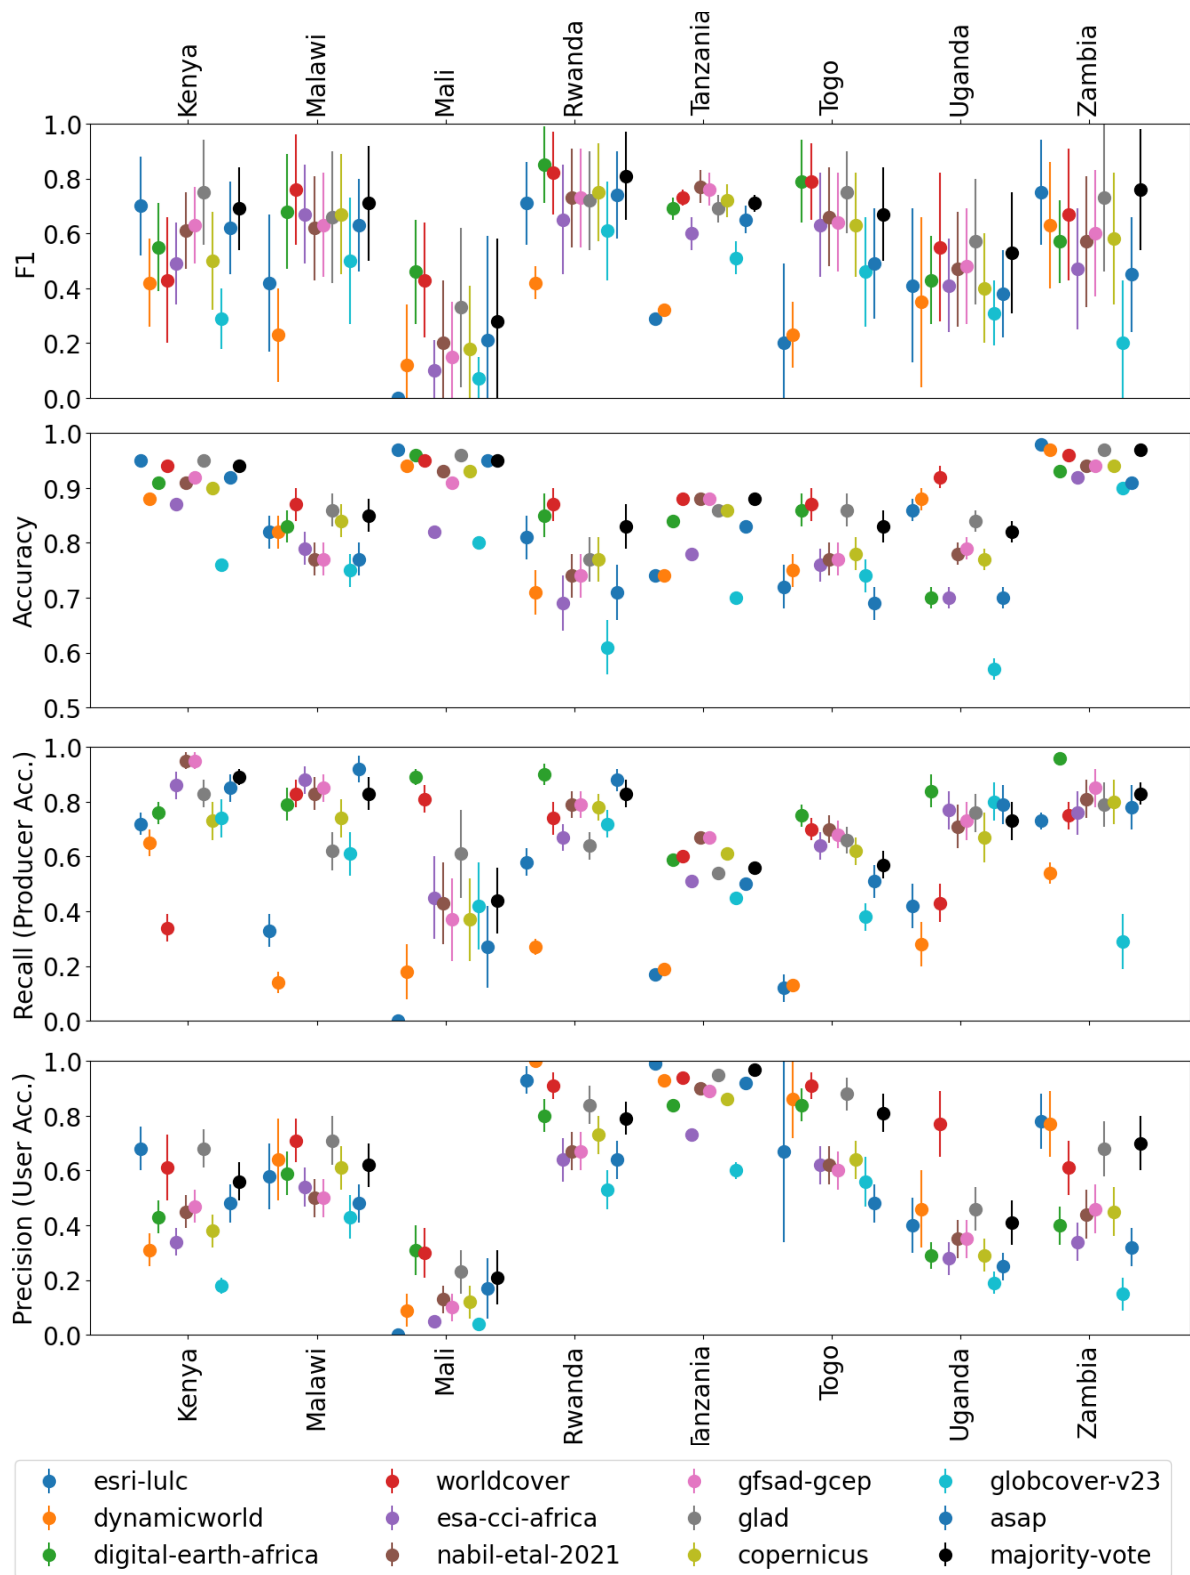 Kenya
Malawi
Mali
Rwanda
Tanzania
Togo
Uganda
Zambia
F1
1.0
0.8
0.6
0.4
0.2
0.0
Accuracy
1.0
0.9
0.8
0.7
0.6
0.5
Recall (Producer Acc.)
1.0
0.8
0.6
0.4
0.2
0.0
Precision (User Acc.)
1.0
0.8
0.6
0.4
0.2
0.0
Kenya
Malawi
Mali
Rwanda
Tanzania
Togo
Uganda
Zambia
esri-lulc
dynamicworld
digital-earth-africa
worldcover
esa-cci-africa
nabil-etal-2021
gfsad-gcep
glad
copernicus
globcover-v23
asap
majority-vote